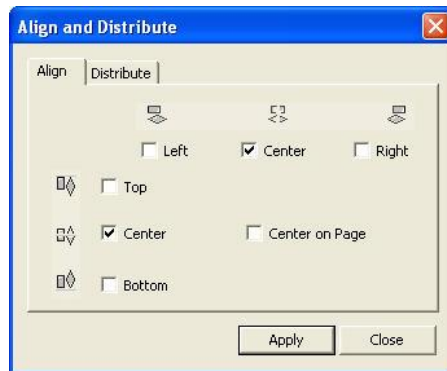 Align and Distribute
Align Distribute
Left Center Right
Top
Center Center on Page
Bottom
Apply Close